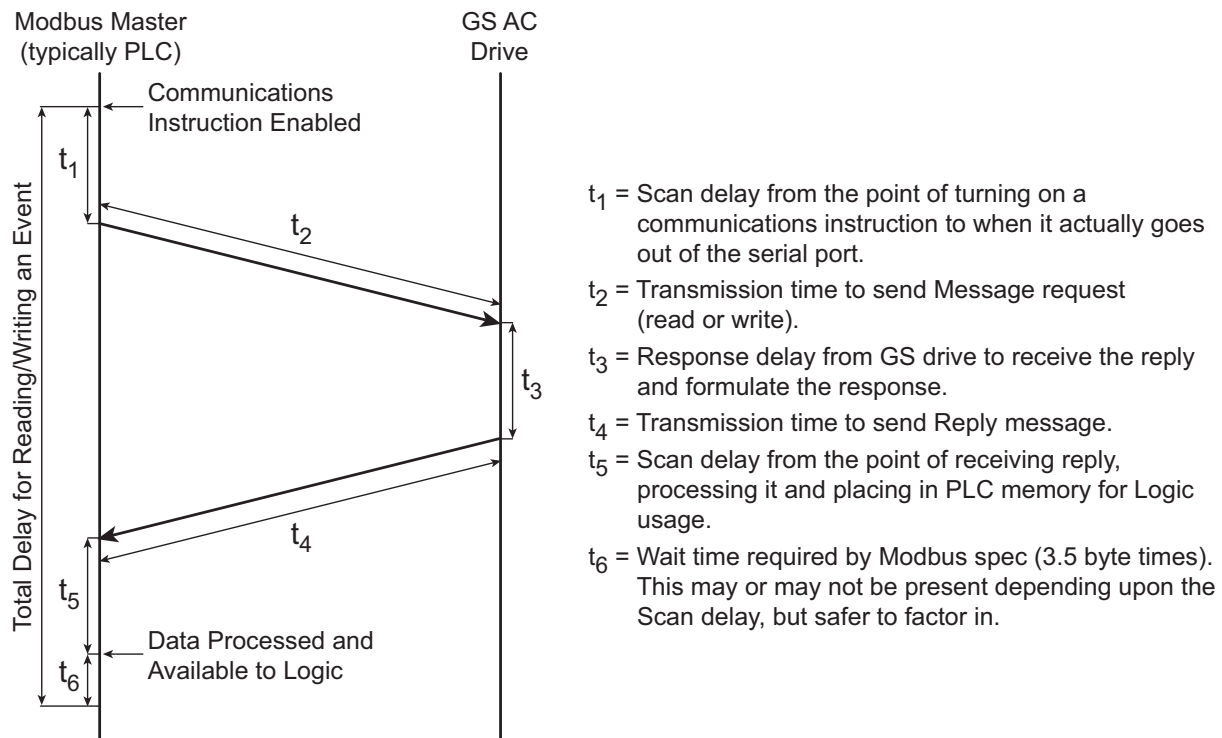 Modbus Master
(typically PLC)
GS AC
Drive
Communications
Instruction Enabled
t1
t2
t3
t4
t5
t6
Data Processed and
Available to Logic
Total Delay for Reading/Writing an Event
t1 = Scan delay from the point of turning on a
communications instruction to when it actually goes
out of the serial port.
t2 = Transmission time to send Message request
(read or write).
t3 = Response delay from GS drive to receive the reply
and formulate the response.
t4 = Transmission time to send Reply message.
t5 = Scan delay from the point of receiving reply,
processing it and placing in PLC memory for Logic
usage.
t6 = Wait time required by Modbus spec (3.5 byte times).
This may or may not be present depending upon the
Scan delay, but safer to factor in.